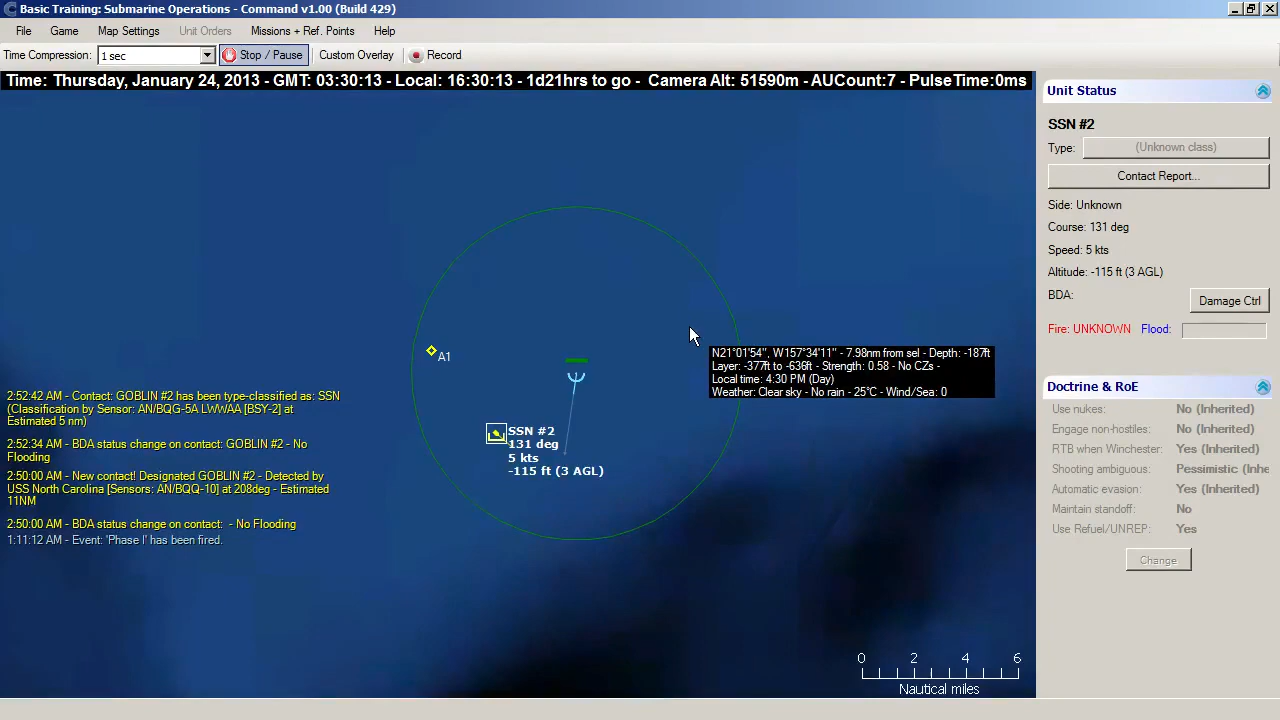 Basic Training: Submarine Operations - Command v1.00 (Build 429)
File Game Map Settings Unit Orders Missions + Ref. Points Help
Time Compression: 1 sec Stop / Pause Custom Overlay Record
Time: Thursday, January 24, 2013 - GMT: 03:30:13 - Local: 16:30:13 - 1d21hrs to go - Camera Alt: 51590m - AUCount:7 - PulseTime:0ms
A1
N21°01'54", W157°34'11" - 7.98nm from sel - Depth: -187ft
Layer: -377ft to -636ft - Strength: 0.58 - No CZs -
Local time: 4:30 PM (Day)
Weather: Clear sky - No rain - 25°C - Wind/Sea: 0
2:52:42 AM - Contact: GOBLIN #2 has been type-classified as: SSN
(Classification by Sensor: AN/BQG-5A LWWAA [BSY-2] at
Estimated 5 nm)
2:52:34 AM - BDA status change on contact: GOBLIN #2 - No
Flooding
2:50:00 AM - New contact! Designated GOBLIN #2 - Detected by
USS North Carolina [Sensors: AN/BQQ-10] at 208deg - Estimated
11NM
2:50:00 AM - BDA status change on contact:  - No Flooding
1:11:12 AM - Event: 'Phase I' has been fired.
SSN #2
131 deg
5 kts
-115 ft (3 AGL)
0 2 4 6
Nautical miles
Unit Status
SSN #2
Type: (Unknown class)
Contact Report...
Side: Unknown
Course: 131 deg
Speed: 5 kts
Altitude: -115 ft (3 AGL)
BDA: Damage Ctrl
Fire: UNKNOWN Flood:
Doctrine & RoE
Use nukes: No (Inherited)
Engage non-hostiles: No (Inherited)
RTB when Winchester: Yes (Inherited)
Shooting ambiguous: Pessimistic (Inhe
Automatic evasion: Yes (Inherited)
Maintain standoff: No
Use Refuel/UNREP: Yes
Change